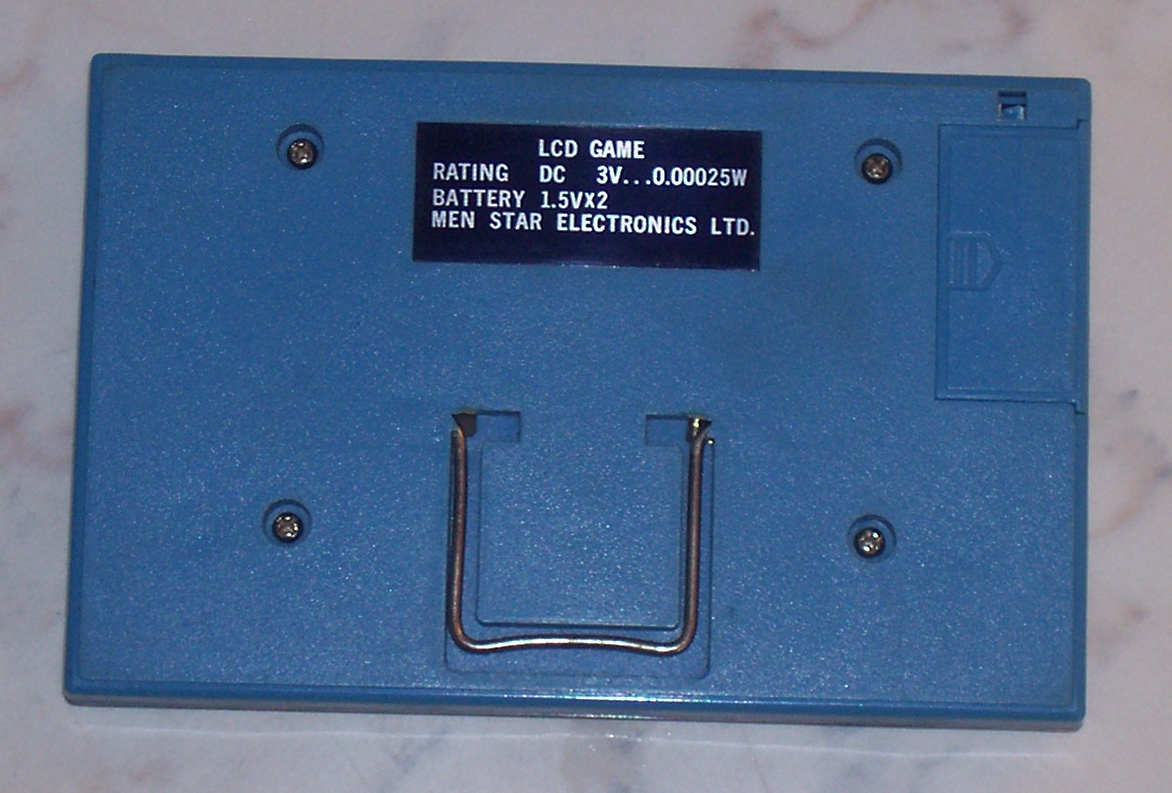 LCD GAME
RATING DC 3V...0.00025W
BATTERY 1.5VX2
MEN STAR ELECTRONICS LTD.